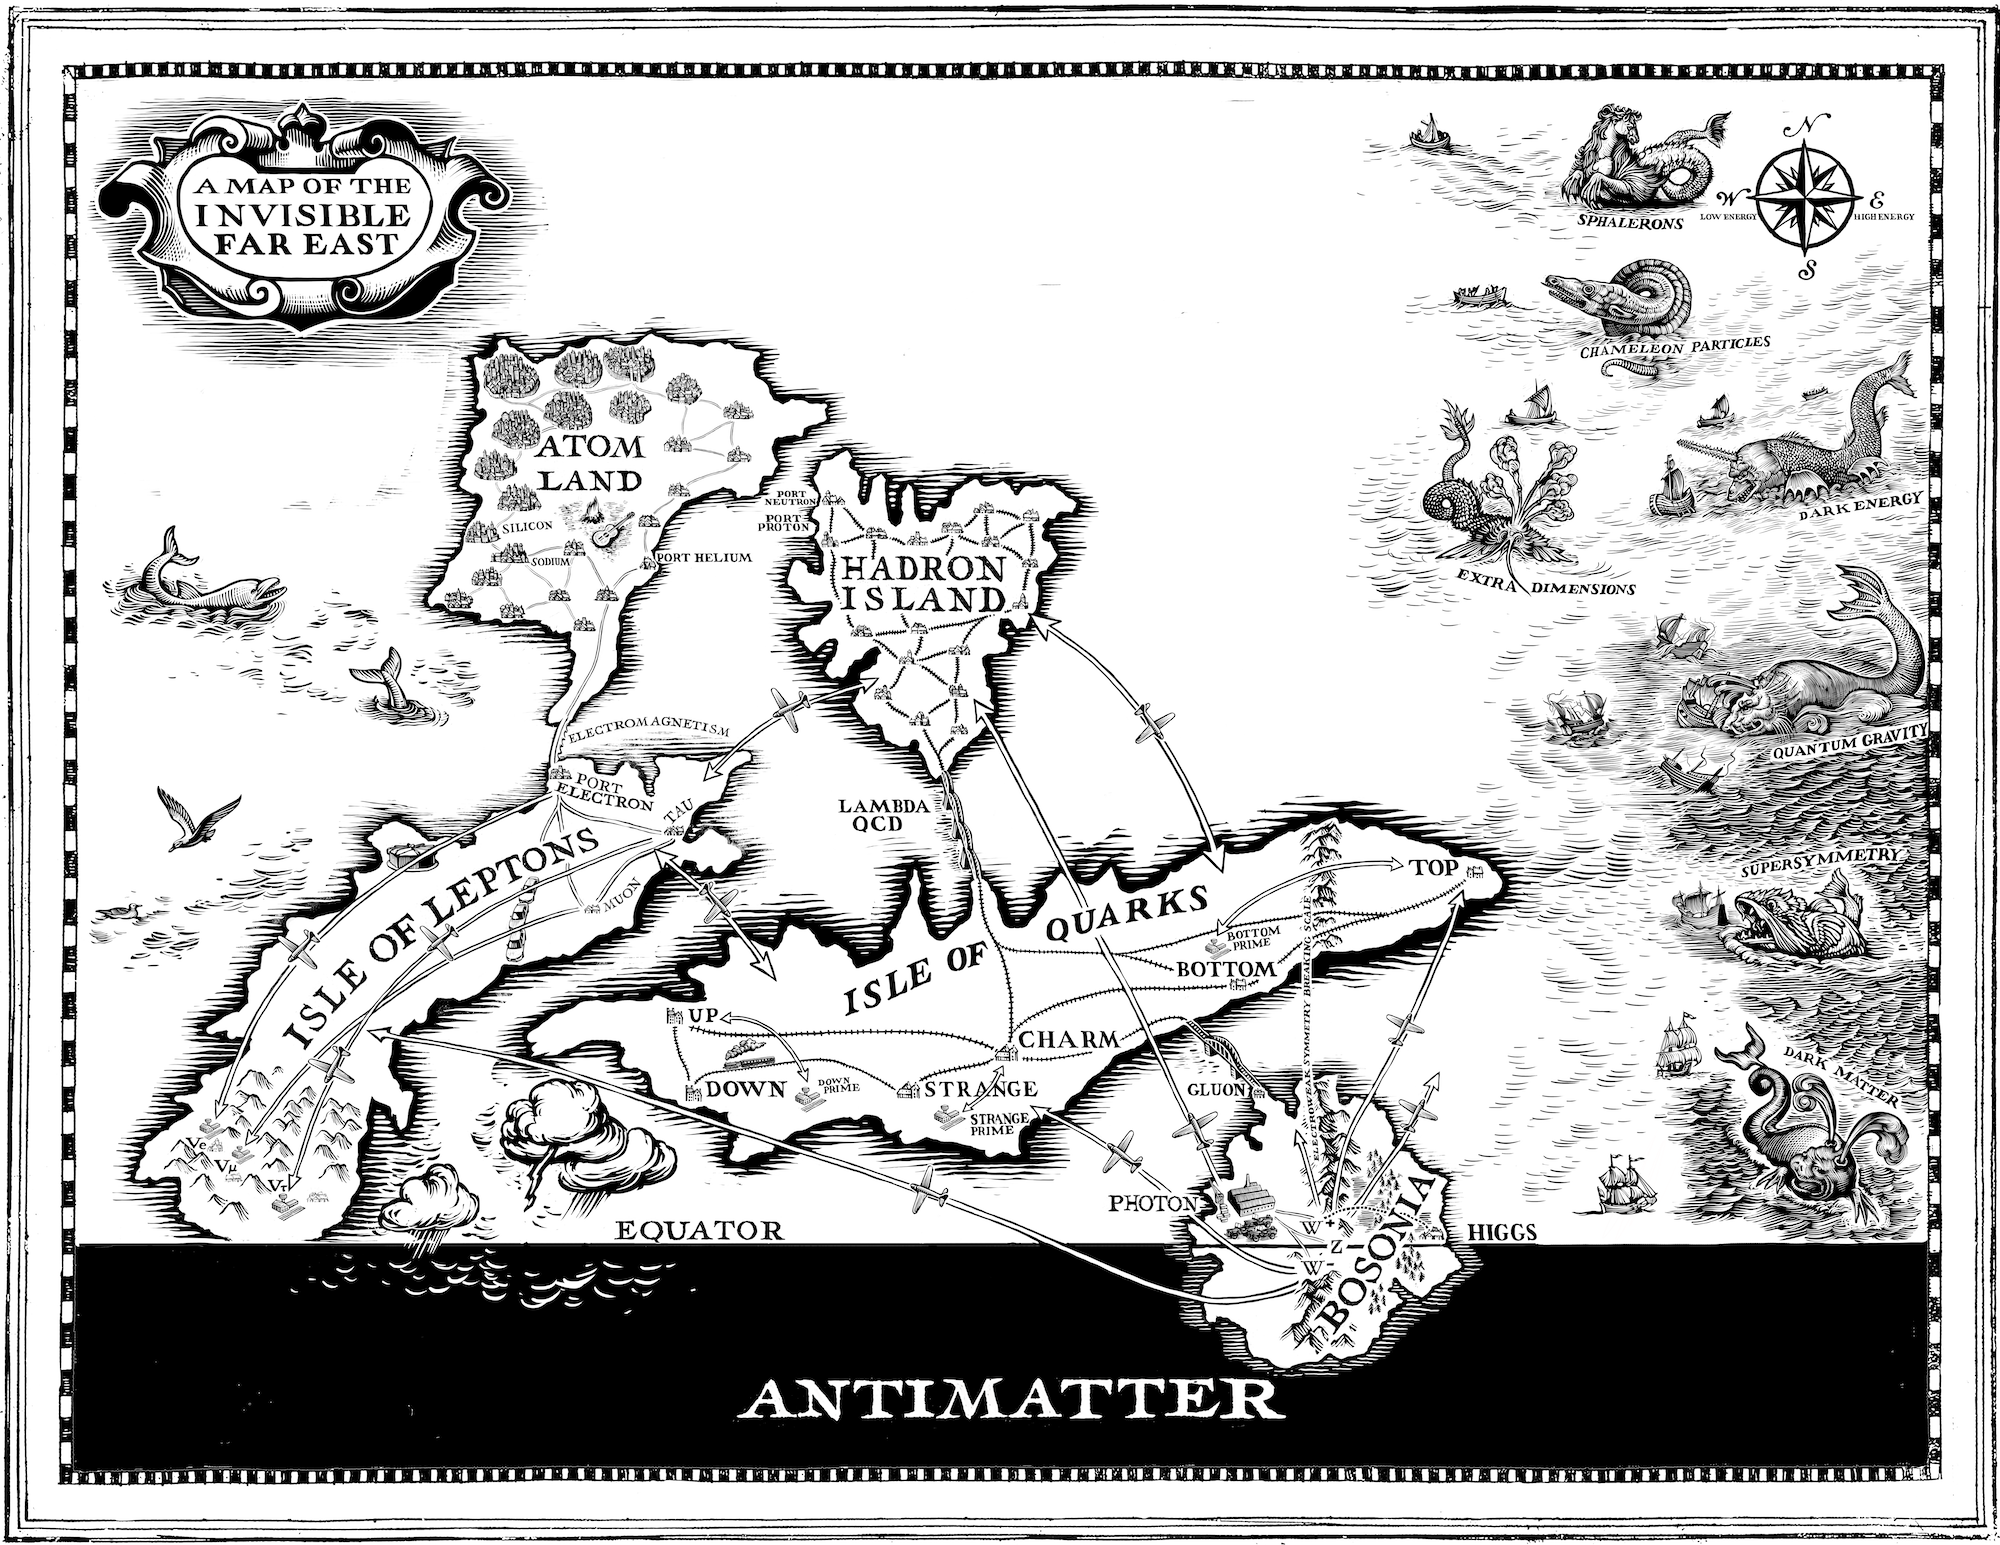 A MAP OF THE
INVISIBLE
FAR EAST
N
W
LOW ENERGY
E
HIGH ENERGY
S
SPHALERONS
CHAMELEON PARTICLES
DARK ENERGY
EXTRA DIMENSIONS
QUANTUM GRAVITY
SUPERSYMMETRY
DARK MATTER
ATOM
LAND
SILICON
SODIUM
PORT HELIUM
PORT
NEUTRON
PORT
PROTON
HADRON
ISLAND
ELECTROMAGNETISM
PORT
ELECTRON
TAU
MUON
ISLE OF LEPTONS
Ve
Vμ
Vτ
LAMBDA
QCD
ISLE OF QUARKS
TOP
BOTTOM
PRIME
BOTTOM
ELECTROWEAK SYMMETRY BREAKING SCALE
UP
CHARM
DOWN
DOWN
PRIME
STRANGE
STRANGE
PRIME
GLUON
PHOTON
W+
Z
W-
BOSONIA
HIGGS
EQUATOR
ANTIMATTER